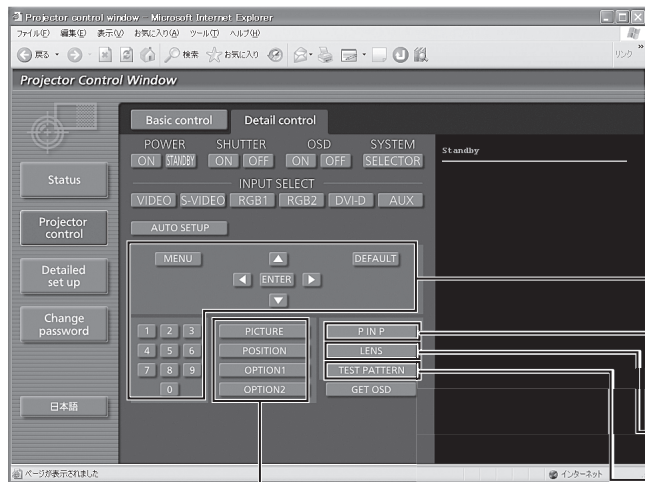 Projector control window - Microsoft Internet Explorer
ファイル(F) 編集(E) 表示(V) お気に入り(A) ツール(T) ヘルプ(H)
戻る 検索 お気に入り リンク »
Projector Control Window
Basic control Detail control
POWER SHUTTER OSD SYSTEM
ON STANDBY ON OFF ON OFF SELECTOR
Standby
Status
INPUT SELECT
VIDEO S-VIDEO RGB1 RGB2 DVI-D AUX
Projector control
AUTO SETUP
MENU DEFAULT
ENTER
Detailed set up
Change password
1 2 3 PICTURE P IN P
4 5 6 POSITION LENS
7 8 9 OPTION1 TEST PATTERN
0 OPTION2 GET OSD
日本語
ページが表示されました インターネット